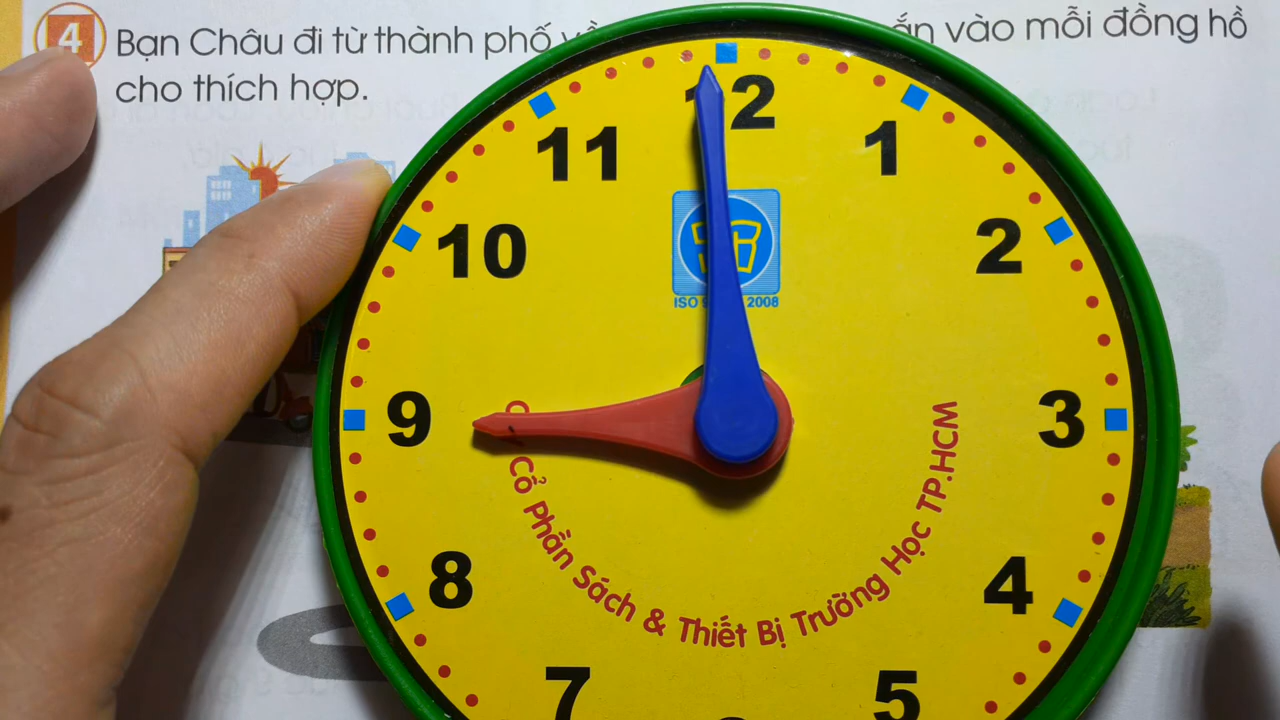 4 Bạn Châu đi từ thành phố về ắn vào mỗi đồng hồ
cho thích hợp.
12
11 1
10 2
ISO 2008
9 3
Cổ Phần Sách & Thiết Bị Trường Học TP.HCM
8 4
7 5